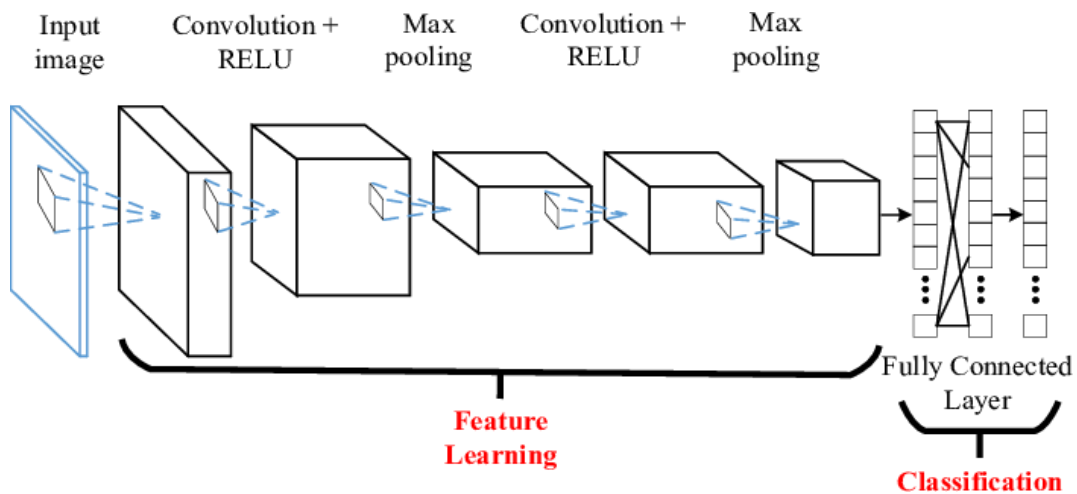 Input
image
Convolution +
RELU
Max
pooling
Convolution +
RELU
Max
pooling
Fully Connected
Layer
Feature
Learning
Classification